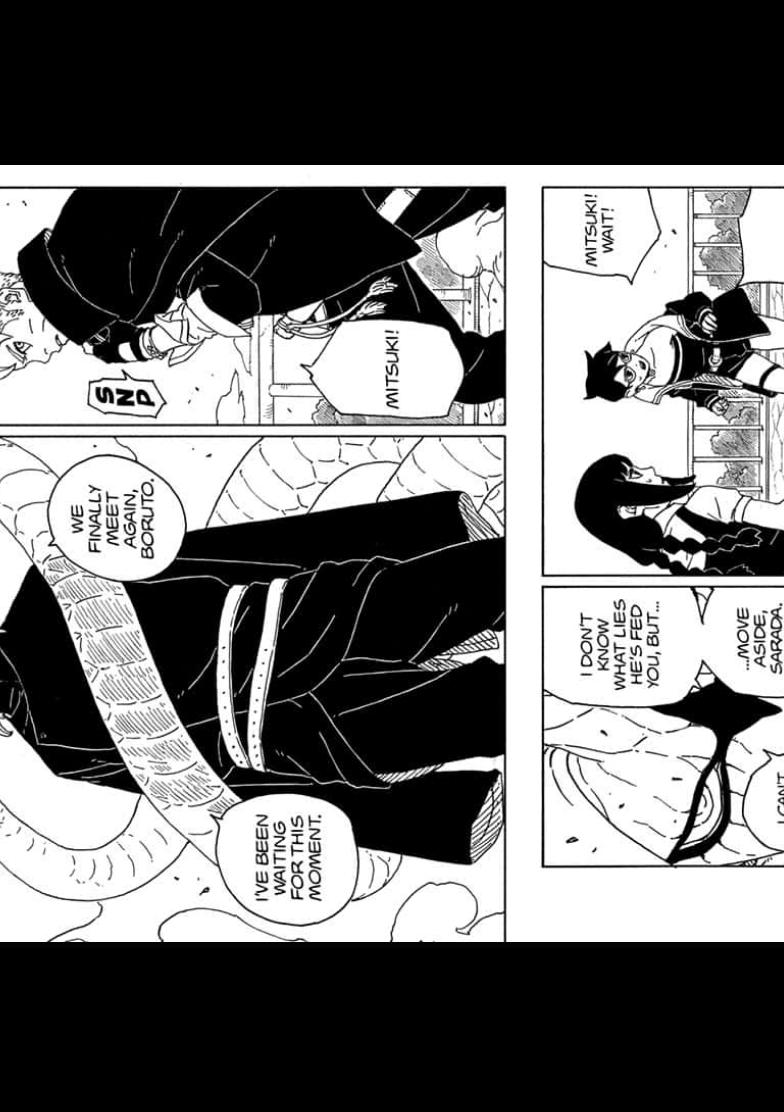 SNP
MITSUKI!
WE
FINALLY
MEET
AGAIN,
BORUTO.
I'VE BEEN
WAITING
FOR THIS
MOMENT.
MITSUKI!
WAIT!
I DON'T
KNOW
WHAT LIES
HE'S FED
YOU, BUT...
...MOVE
ASIDE,
SARADA.
I CAN'T